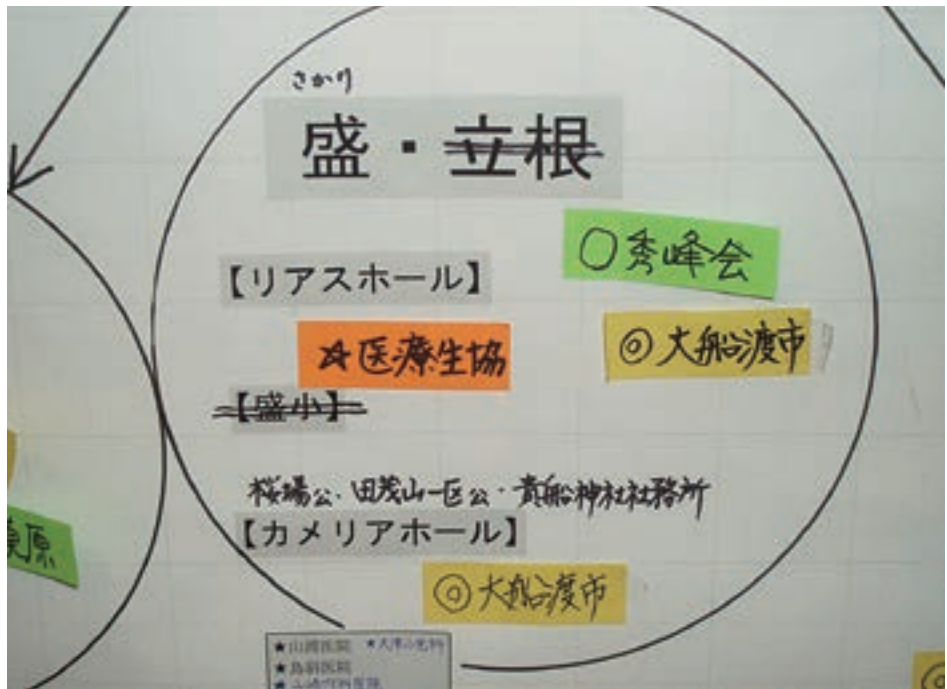 さかり
盛・立根
○秀峰会
【リアスホール】
◎大船渡市
☆医療生協
【盛小】
桜場公・田茂山一区公・貴船神社社務所
【カメリアホール】
原
◎大船渡市
★山浦医院
★島羽医院